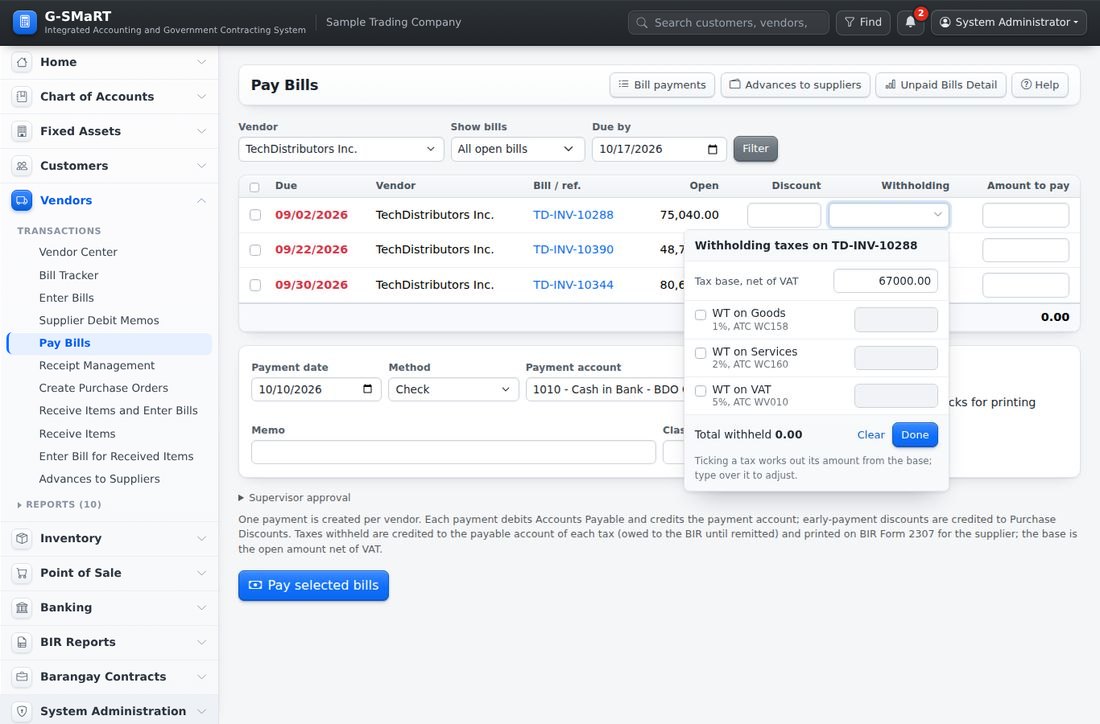 G-SMaRT
Integrated Accounting and Government Contracting System
Sample Trading Company
Search customers, vendors,
Find
2
System Administrator
Home
Chart of Accounts
Fixed Assets
Customers
Vendors
TRANSACTIONS
Vendor Center
Bill Tracker
Enter Bills
Supplier Debit Memos
Pay Bills
Receipt Management
Create Purchase Orders
Receive Items and Enter Bills
Receive Items
Enter Bill for Received Items
Advances to Suppliers
REPORTS (10)
Inventory
Point of Sale
Banking
BIR Reports
Barangay Contracts
System Administration
Pay Bills
Bill payments
Advances to suppliers
Unpaid Bills Detail
Help
Vendor
Show bills
Due by
TechDistributors Inc.
All open bills
10/17/2026
Filter
Due Vendor Bill / ref. Open Discount Withholding Amount to pay
09/02/2026 TechDistributors Inc. TD-INV-10288 75,040.00
09/22/2026 TechDistributors Inc. TD-INV-10390 48,7
09/30/2026 TechDistributors Inc. TD-INV-10344 80,6
0.00
Withholding taxes on TD-INV-10288
Tax base, net of VAT 67000.00
WT on Goods
1%, ATC WC158
WT on Services
2%, ATC WC160
WT on VAT
5%, ATC WV010
Total withheld 0.00
Clear
Done
Ticking a tax works out its amount from the base;
type over it to adjust.
Payment date
Method
Payment account
10/10/2026
Check
1010 - Cash in Bank - BDO
cks for printing
Memo
Clas
Supervisor approval
One payment is created per vendor. Each payment debits Accounts Payable and credits the payment account; early-payment discounts are credited to Purchase
Discounts. Taxes withheld are credited to the payable account of each tax (owed to the BIR until remitted) and printed on BIR Form 2307 for the supplier; the base is
the open amount net of VAT.
Pay selected bills